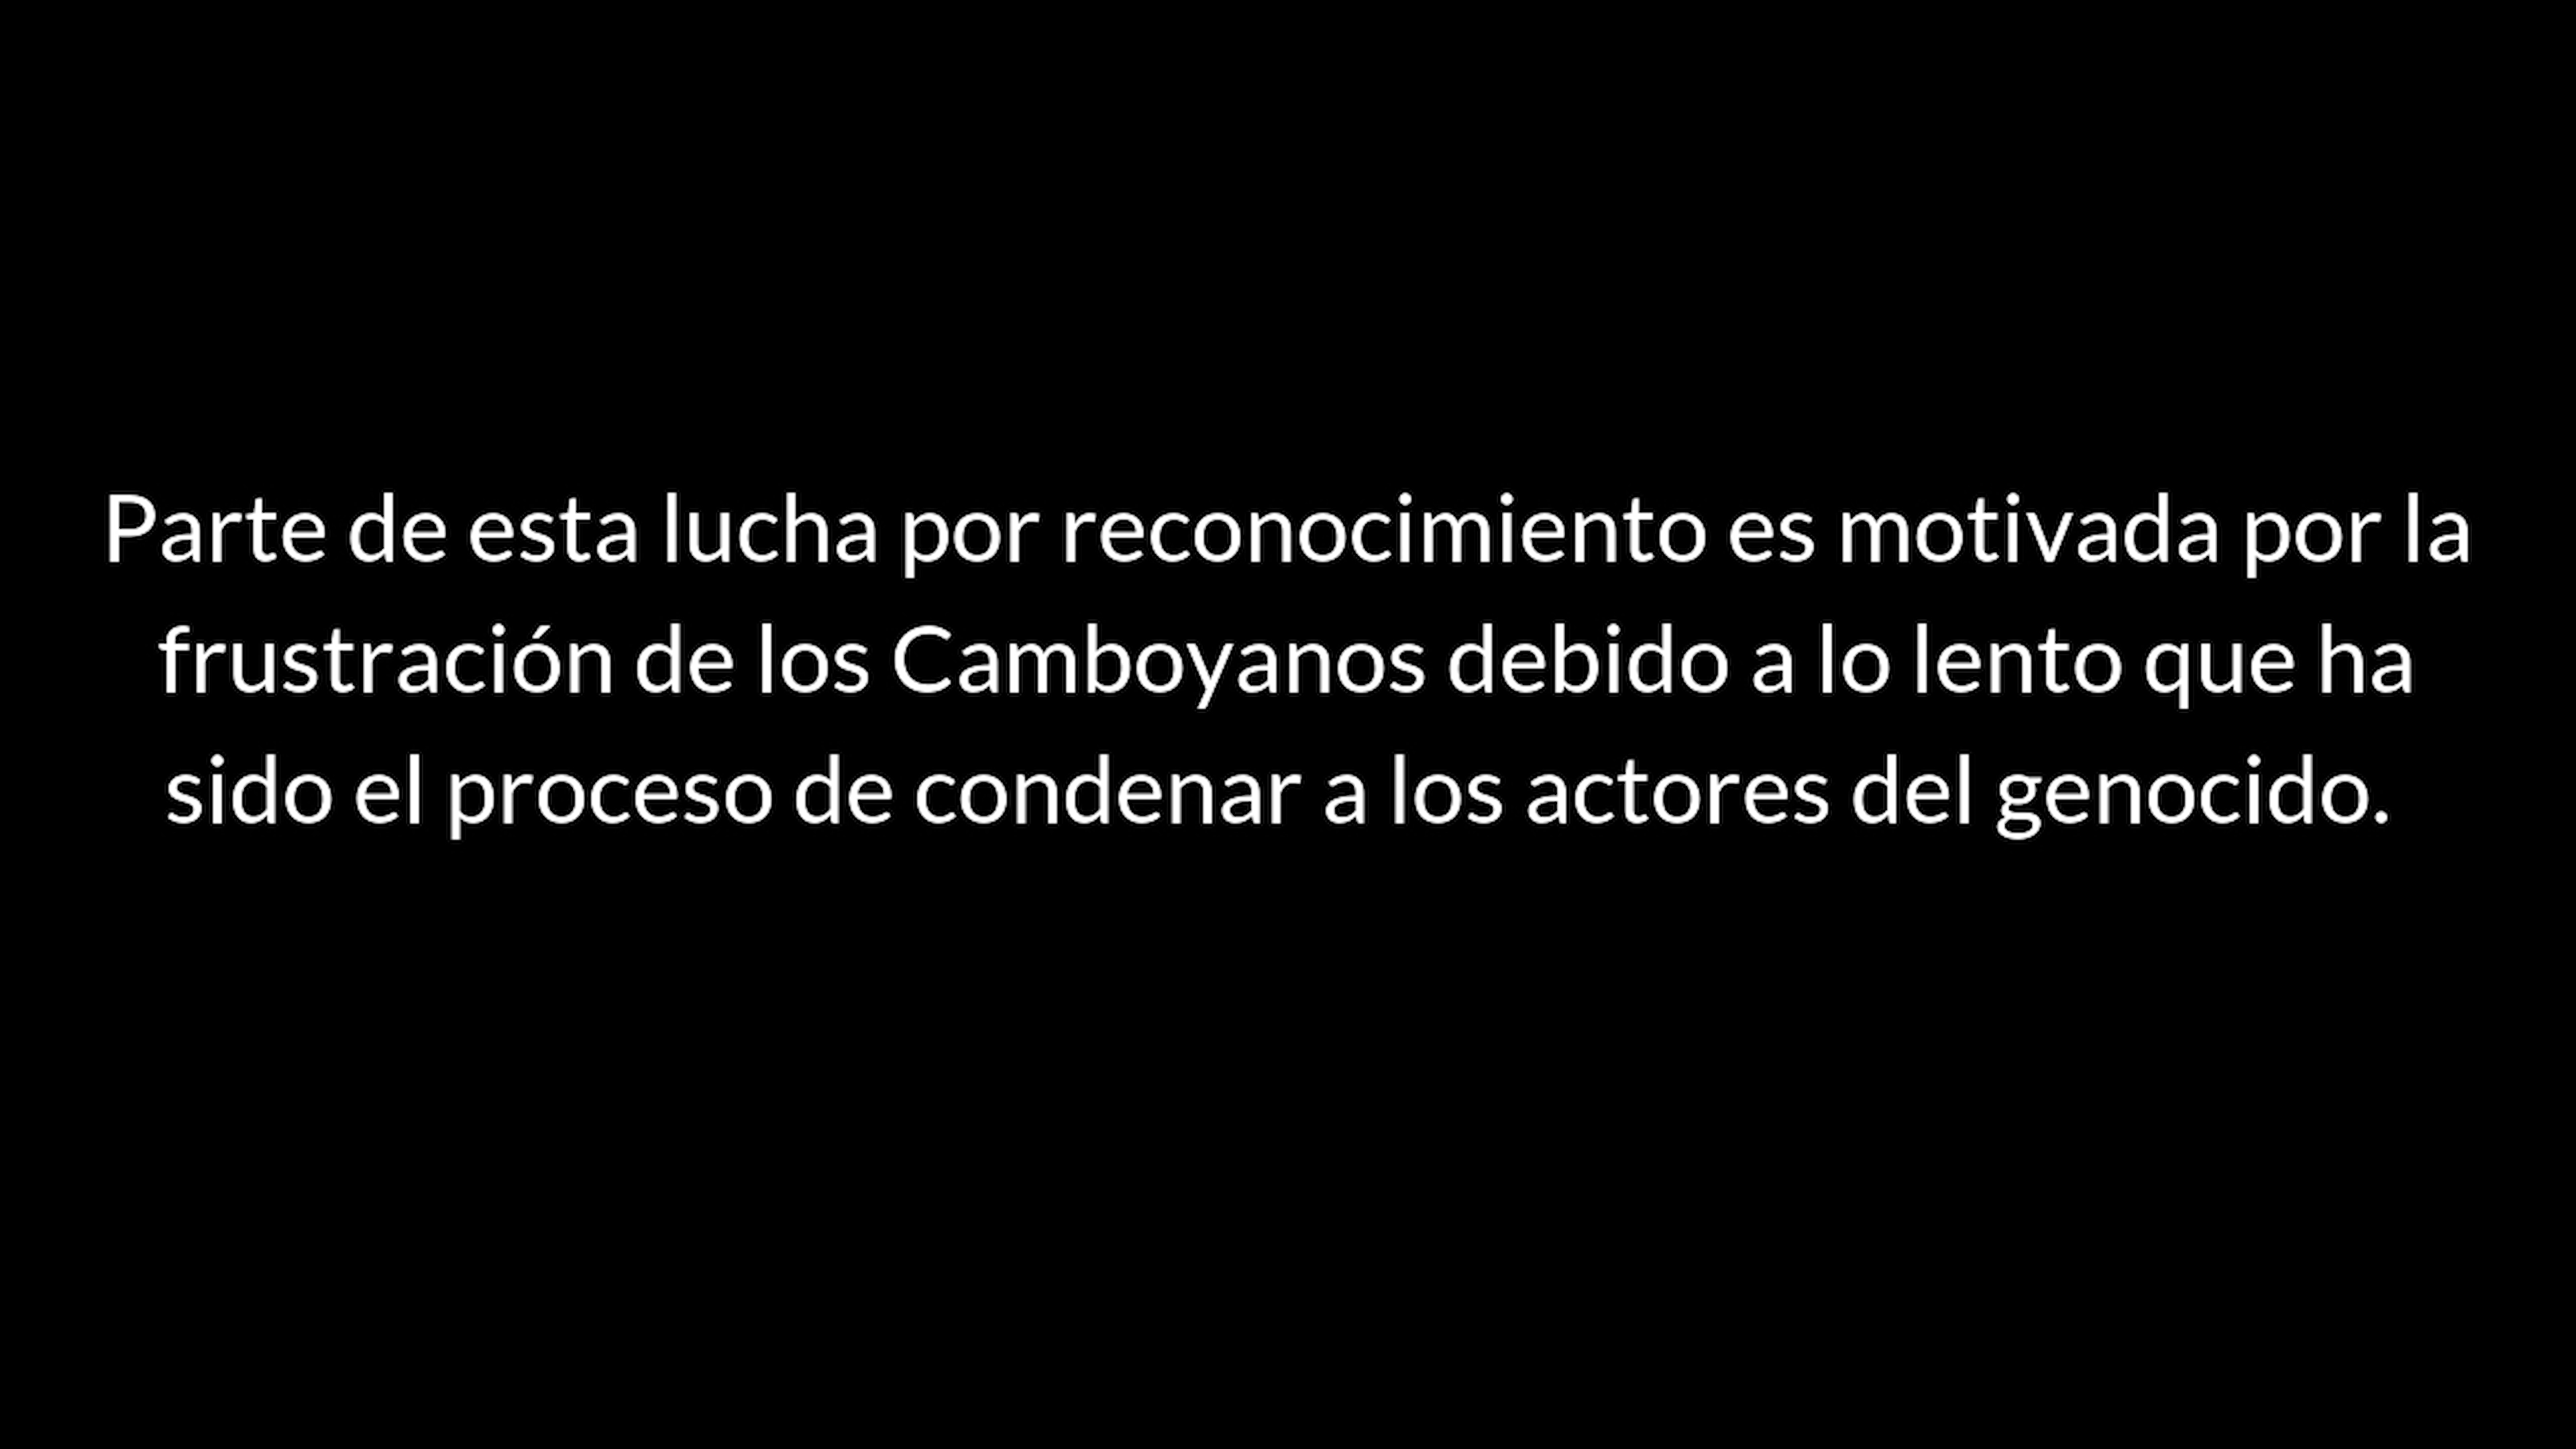 Parte de esta lucha por reconocimiento es motivada por la
frustración de los Camboyanos debido a lo lento que ha
sido el proceso de condenar a los actores del genocido.